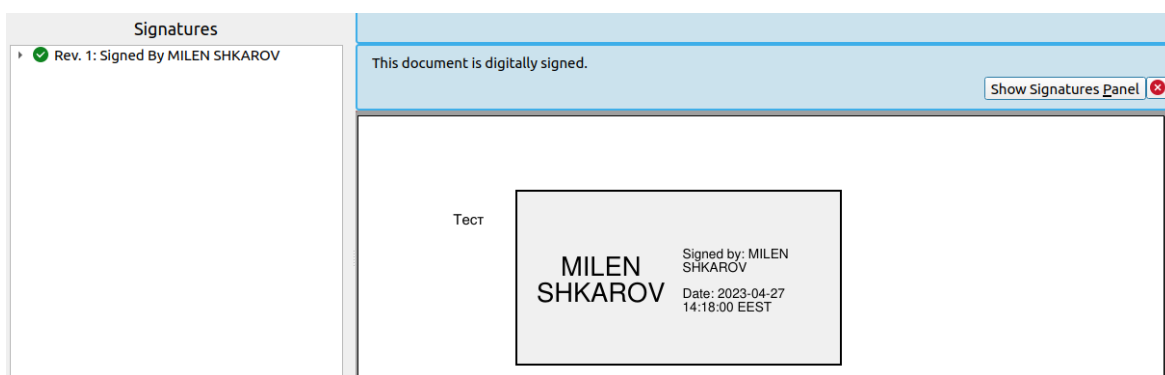 Signatures
Rev. 1: Signed By MILEN SHKAROV
This document is digitally signed.
Show Signatures Panel
Тест
MILEN
SHKAROV
Signed by: MILEN
SHKAROV
Date: 2023-04-27
14:18:00 EEST